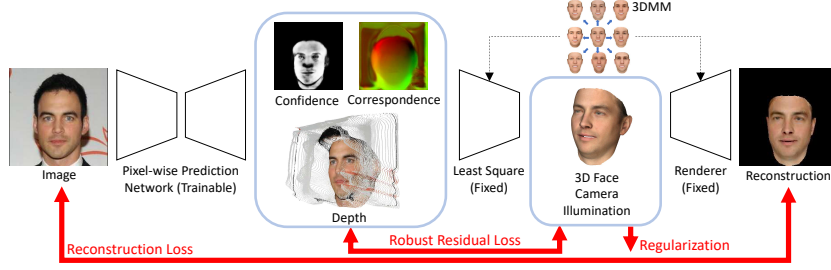 3DMM
Confidence
Correspondence
Image
Pixel-wise Prediction
Network (Trainable)
Depth
Least Square
(Fixed)
3D Face
Camera
Illumination
Renderer
(Fixed)
Reconstruction
Reconstruction Loss
Robust Residual Loss
Regularization